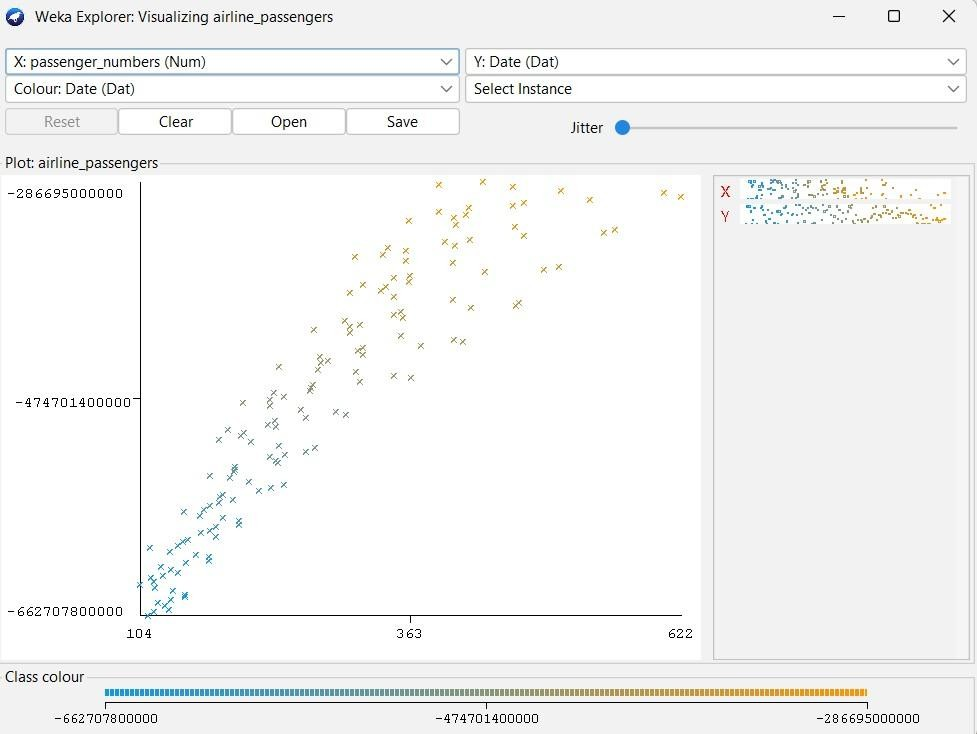 Weka Explorer: Visualizing airline_passengers
X: passenger_numbers (Num) Y: Date (Dat)
Colour: Date (Dat) Select Instance
Reset Clear Open Save Jitter
Plot: airline_passengers
-286695000000
X
Y
-474701400000
-662707800000
104 363 622
Class colour
-662707800000 -474701400000 -286695000000